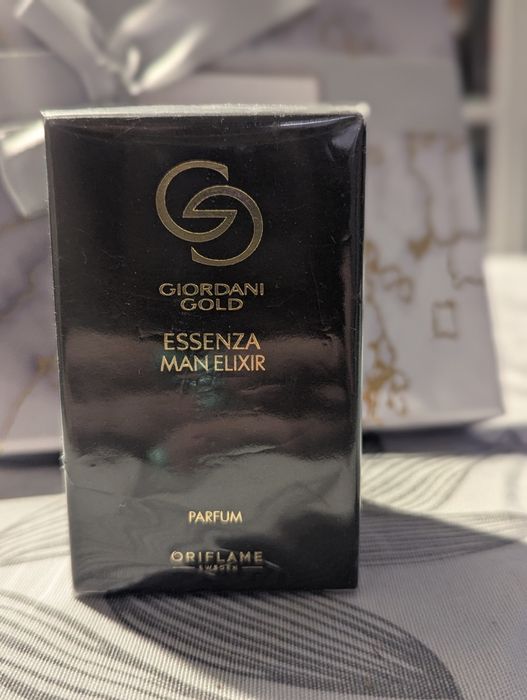 GIORDANI
GOLD
ESSENZA
MAN ELIXIR
PARFUM
ORIFLAME
SWEDEN